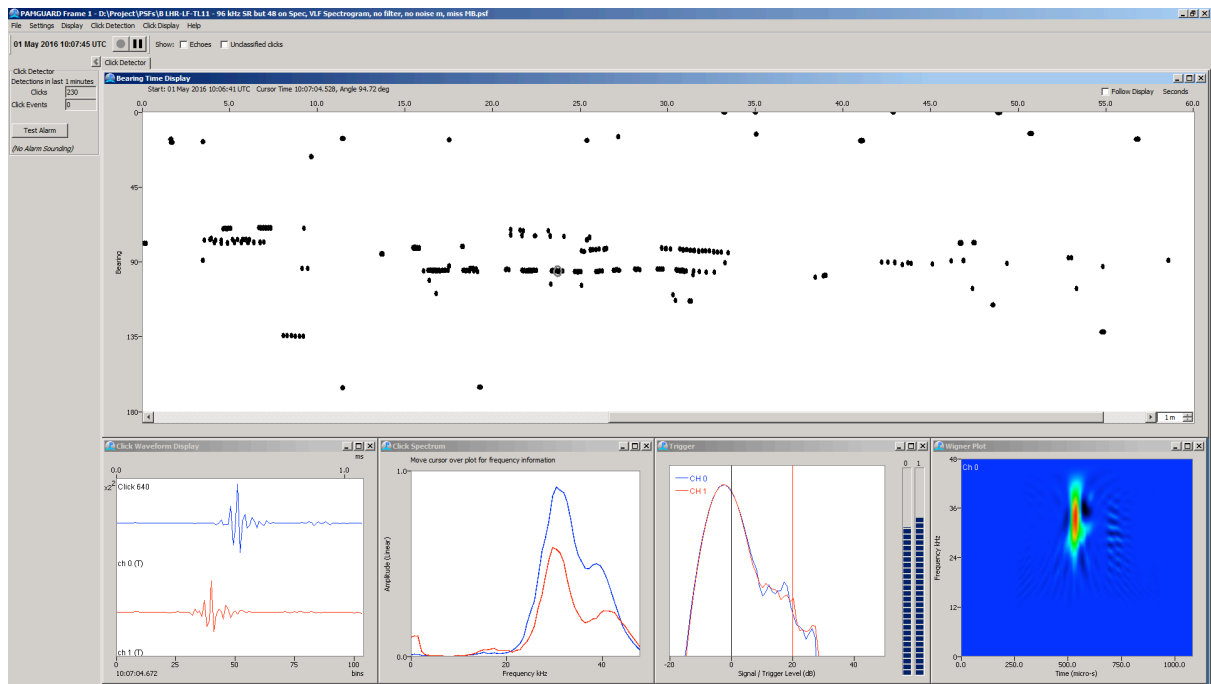 PAMGUARD Frame 1 - D:\Project\PSFs\B LHR-LF-TL11 - 96 kHz SR but 48 on Spec, VLF Spectrogram, no filter, no noise m, miss MB.psf
File Settings Display Click Detection Click Display Help
01 May 2016 10:07:45 UTC Show: Echoes Unclassified clicks
Click Detector
Detections in last 1 minutes
Clicks 230
Click Events 0
Test Alarm
(No Alarm Sounding)
Click Detector
Bearing Time Display
Start: 01 May 2016 10:06:41 UTC Cursor Time 10:07:04.528, Angle 94.72 deg
Follow Display Seconds
0.0 5.0 10.0 15.0 20.0 25.0 30.0 35.0 40.0 45.0 50.0 55.0 60.0
0
45
90
135
180
Bearing
1 m
Click Waveform Display
ms
0.0 1.0
x2^2
Click 640
ch 0 (T)
ch 1 (T)
0 25 50 75 100
10:07:04.672 bins
Click Spectrum
Move cursor over plot for frequency information
1.0
0.0
Amplitude (Linear)
0 20 40
Frequency kHz
Trigger
CH 0
CH 1
-20 0 20 40
Signal / Trigger Level (dB)
0 1
Wigner Plot
Ch 0
48
36
24
12
Frequency kHz
0.0 250.0 500.0 750.0 1000.0
Time (micro-s)